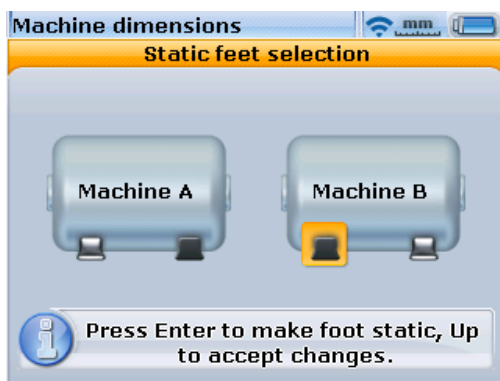 Machine dimensions
mm
Static feet selection
Machine A
Machine B
Press Enter to make foot static, Up
to accept changes.